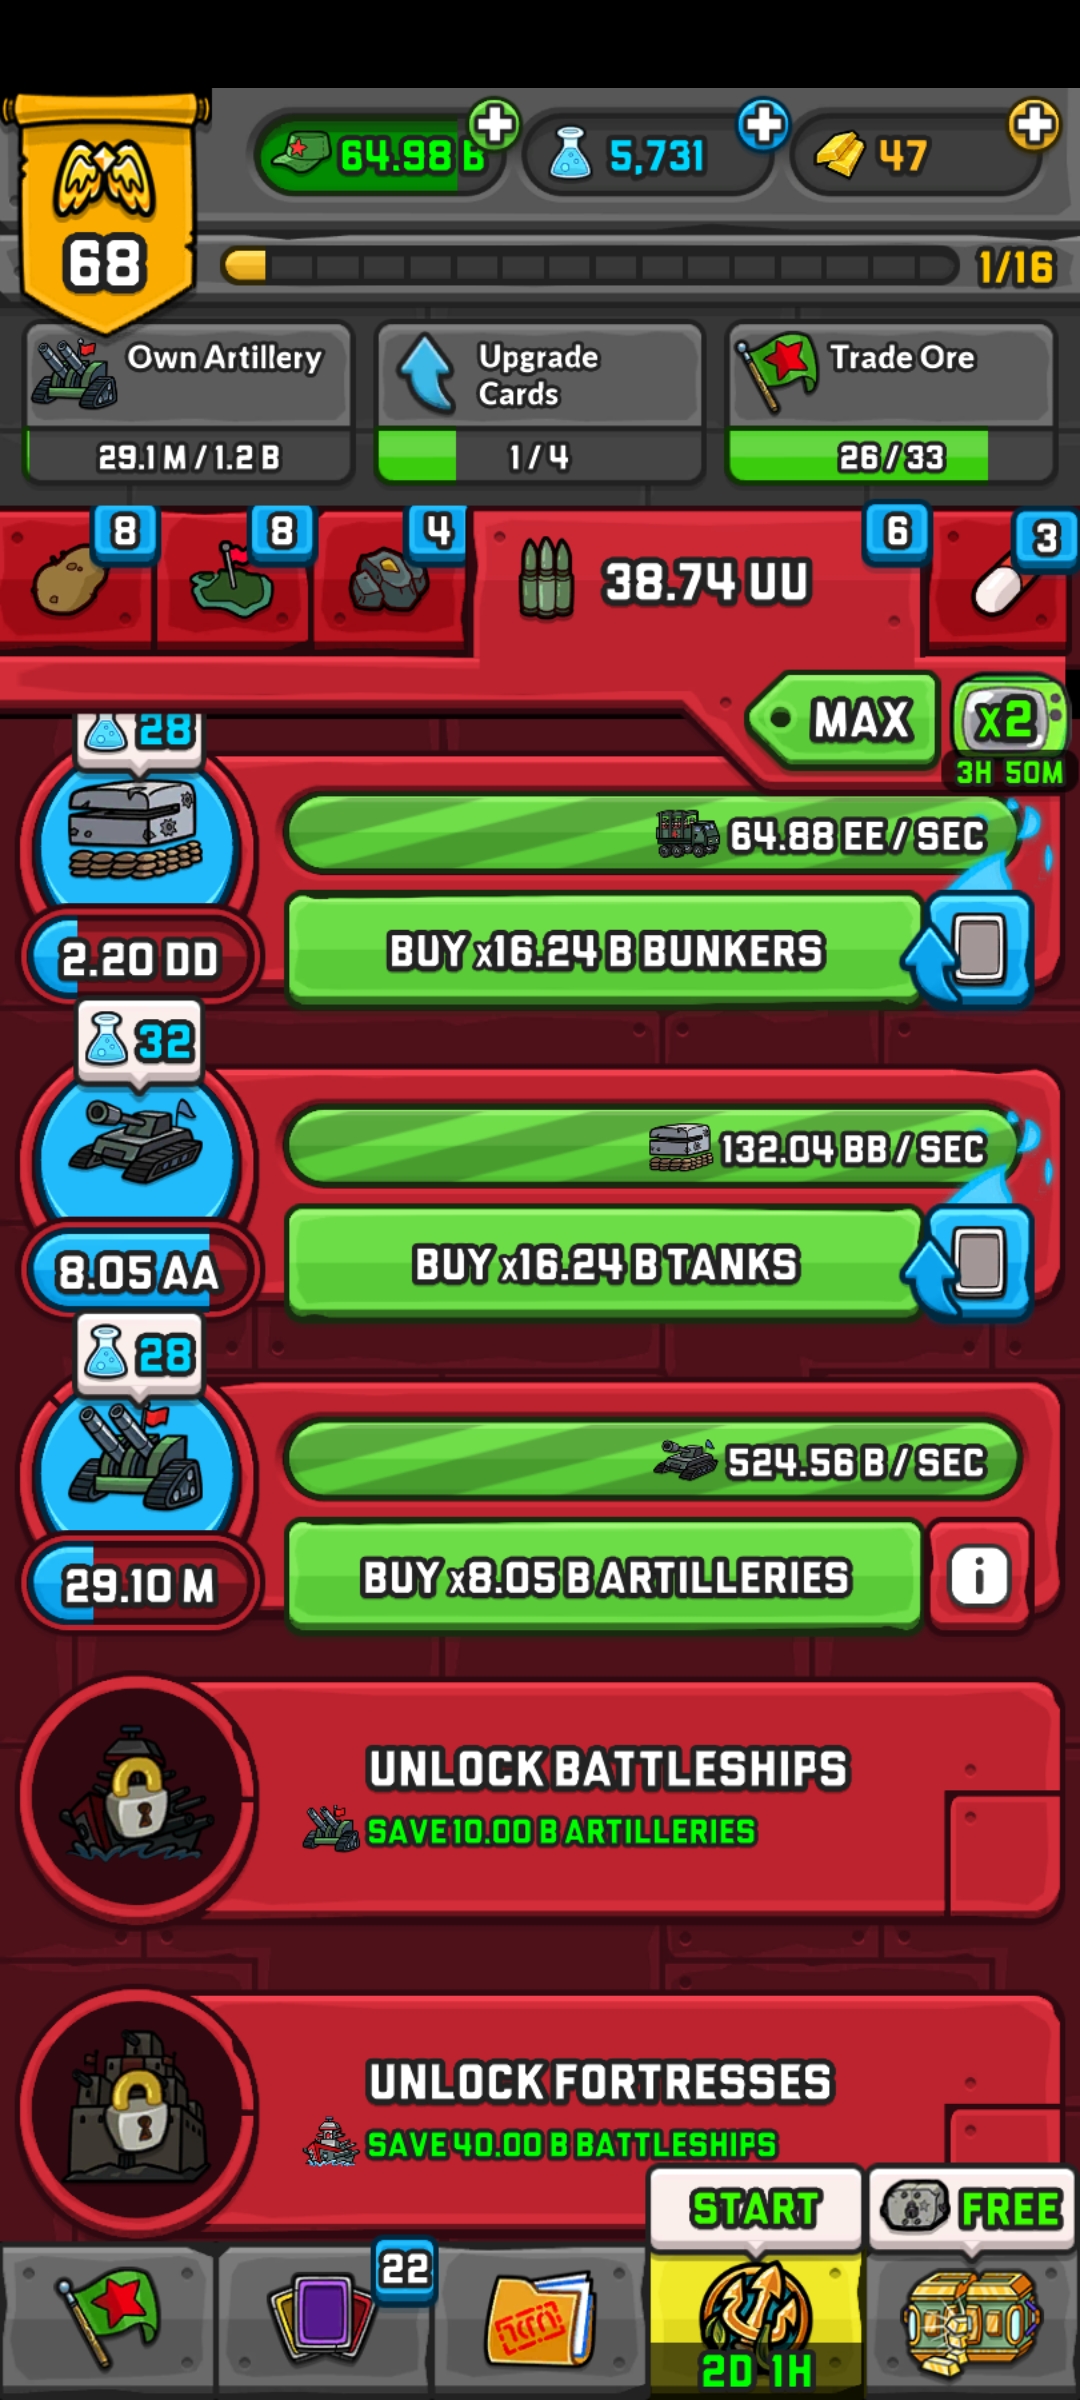 64.98 B
5,731
47
68
1/16
Own Artillery
29.1 M / 1.2 B
Upgrade
Cards
1 / 4
Trade Ore
26 / 33
8
8
4
38.74 UU
6
3
MAX
x2
3H 50M
28
64.88 EE / SEC
BUY x16.24 B BUNKERS
2.20 DD
32
132.04 BB / SEC
BUY x16.24 B TANKS
8.05 AA
28
524.56 B / SEC
BUY x8.05 B ARTILLERIES
i
29.10 M
UNLOCK BATTLESHIPS
SAVE 10.00 B ARTILLERIES
UNLOCK FORTRESSES
SAVE 40.00 B BATTLESHIPS
START
FREE
22
2D 1H